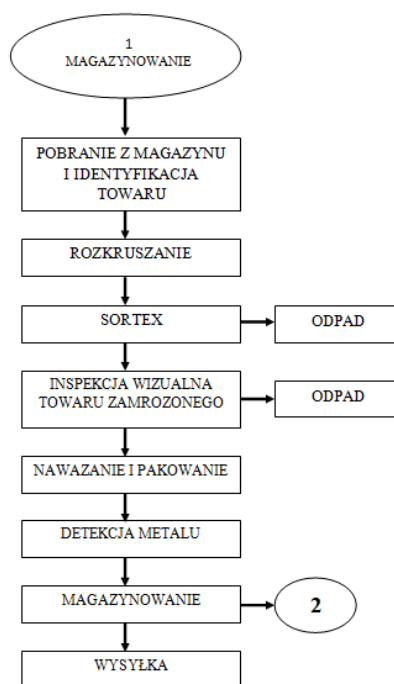 1
MAGAZYNOWANIE
POBRANIE Z MAGAZYNU
I IDENTYFIKACJA
TOWARU
ROZKRUSZANIE
SORTEX
ODPAD
INSPEKCJA WIZUALNA
TOWARU ZAMROZONEGO
ODPAD
NAWAZANIE I PAKOWANIE
DETEKCJA METALU
MAGAZYNOWANIE
2
WYSYŁKA